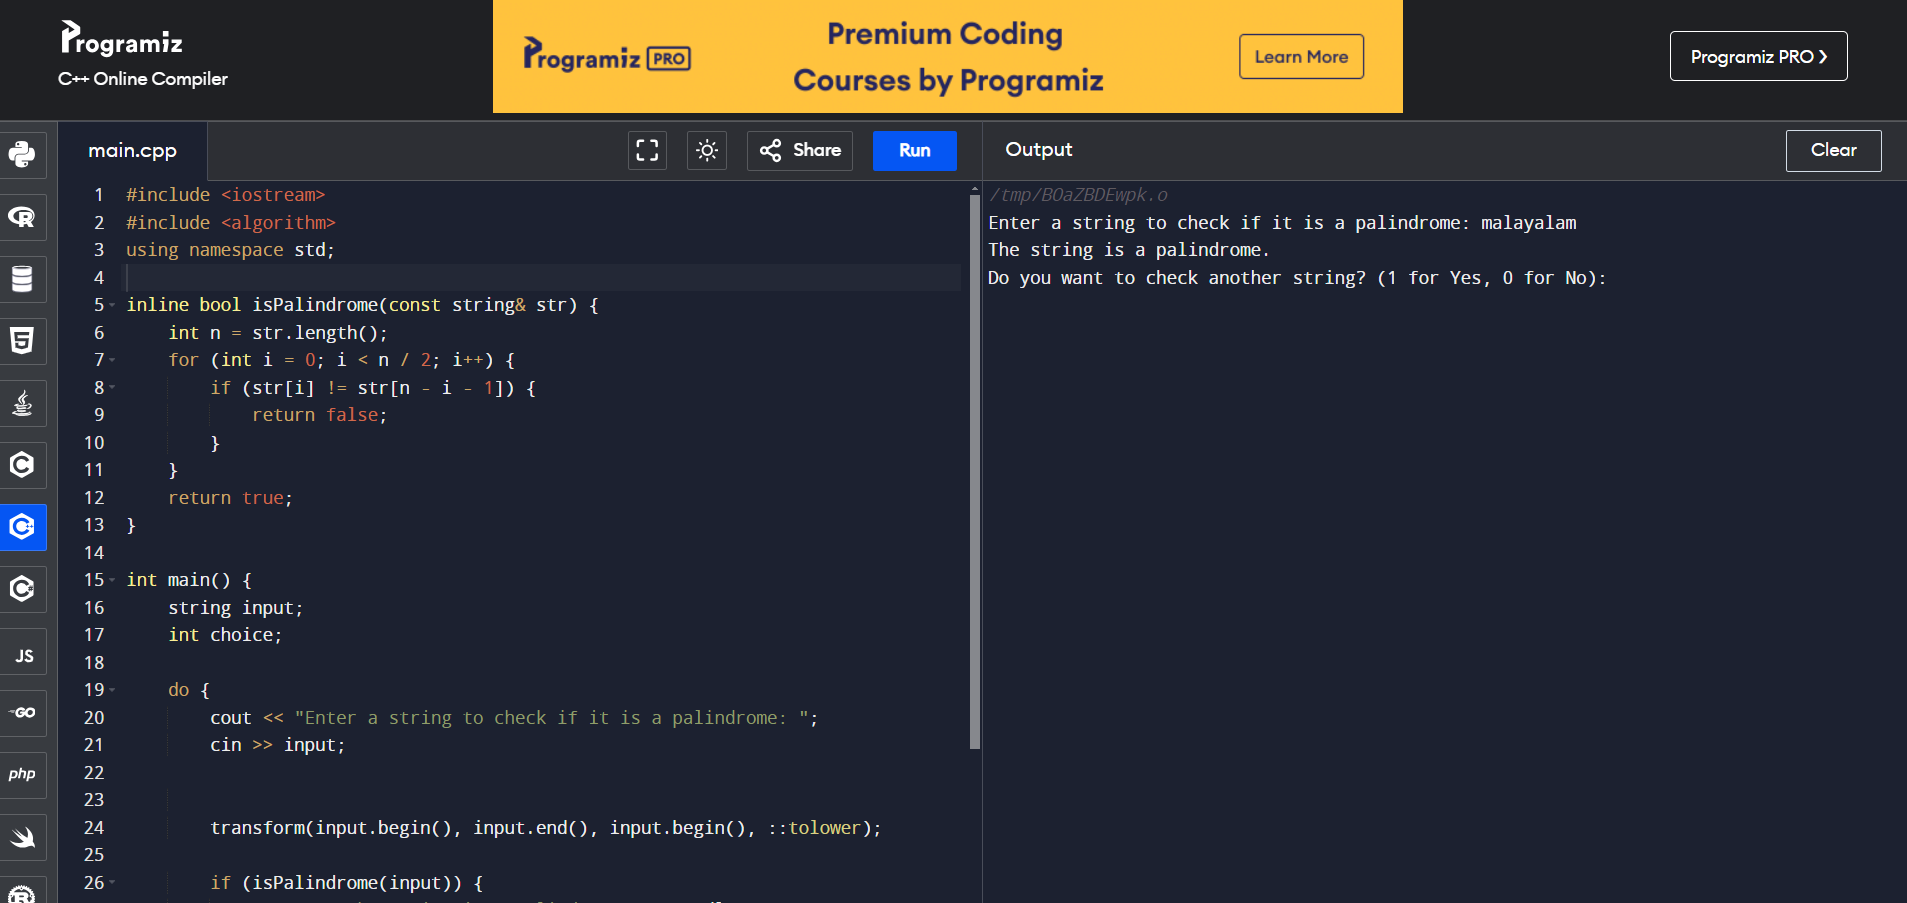 Programiz
C++ Online Compiler
Programiz PRO
Premium Coding
Courses by Programiz
Learn More
Programiz PRO ❯
main.cpp
Share
Run
Output
Clear
JS
GO
php
1 #include <iostream>
2 #include <algorithm>
3 using namespace std;
4
5 inline bool isPalindrome(const string& str) {
6     int n = str.length();
7     for (int i = 0; i < n / 2; i++) {
8         if (str[i] != str[n - i - 1]) {
9             return false;
10         }
11     }
12     return true;
13 }
14
15 int main() {
16     string input;
17     int choice;
18
19     do {
20         cout << "Enter a string to check if it is a palindrome: ";
21         cin >> input;
22
23
24         transform(input.begin(), input.end(), input.begin(), ::tolower);
25
26         if (isPalindrome(input)) {
/tmp/BOaZBDEwpk.o
Enter a string to check if it is a palindrome: malayalam
The string is a palindrome.
Do you want to check another string? (1 for Yes, 0 for No):